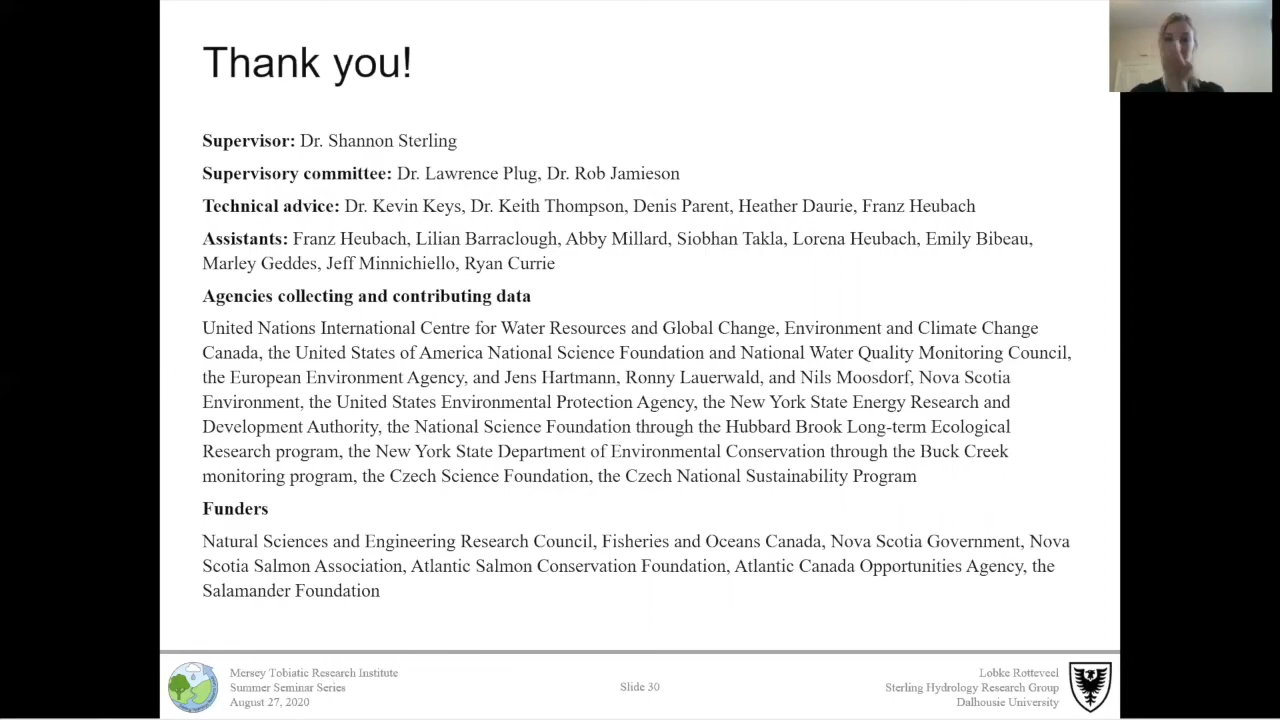 Thank you!
Supervisor: Dr. Shannon Sterling
Supervisory committee: Dr. Lawrence Plug, Dr. Rob Jamieson
Technical advice: Dr. Kevin Keys, Dr. Keith Thompson, Denis Parent, Heather Daurie, Franz Heubach
Assistants: Franz Heubach, Lilian Barraclough, Abby Millard, Siobhan Takla, Lorena Heubach, Emily Bibeau,
Marley Geddes, Jeff Minnichiello, Ryan Currie
Agencies collecting and contributing data
United Nations International Centre for Water Resources and Global Change, Environment and Climate Change
Canada, the United States of America National Science Foundation and National Water Quality Monitoring Council,
the European Environment Agency, and Jens Hartmann, Ronny Lauerwald, and Nils Moosdorf, Nova Scotia
Environment, the United States Environmental Protection Agency, the New York State Energy Research and
Development Authority, the National Science Foundation through the Hubbard Brook Long-term Ecological
Research program, the New York State Department of Environmental Conservation through the Buck Creek
monitoring program, the Czech Science Foundation, the Czech National Sustainability Program
Funders
Natural Sciences and Engineering Research Council, Fisheries and Oceans Canada, Nova Scotia Government, Nova
Scotia Salmon Association, Atlantic Salmon Conservation Foundation, Atlantic Canada Opportunities Agency, the
Salamander Foundation
Mersey Tobiatic Research Institute
Summer Seminar Series
August 27, 2020
Slide 30
Lobke Rotteveel
Sterling Hydrology Research Group
Dalhousie University